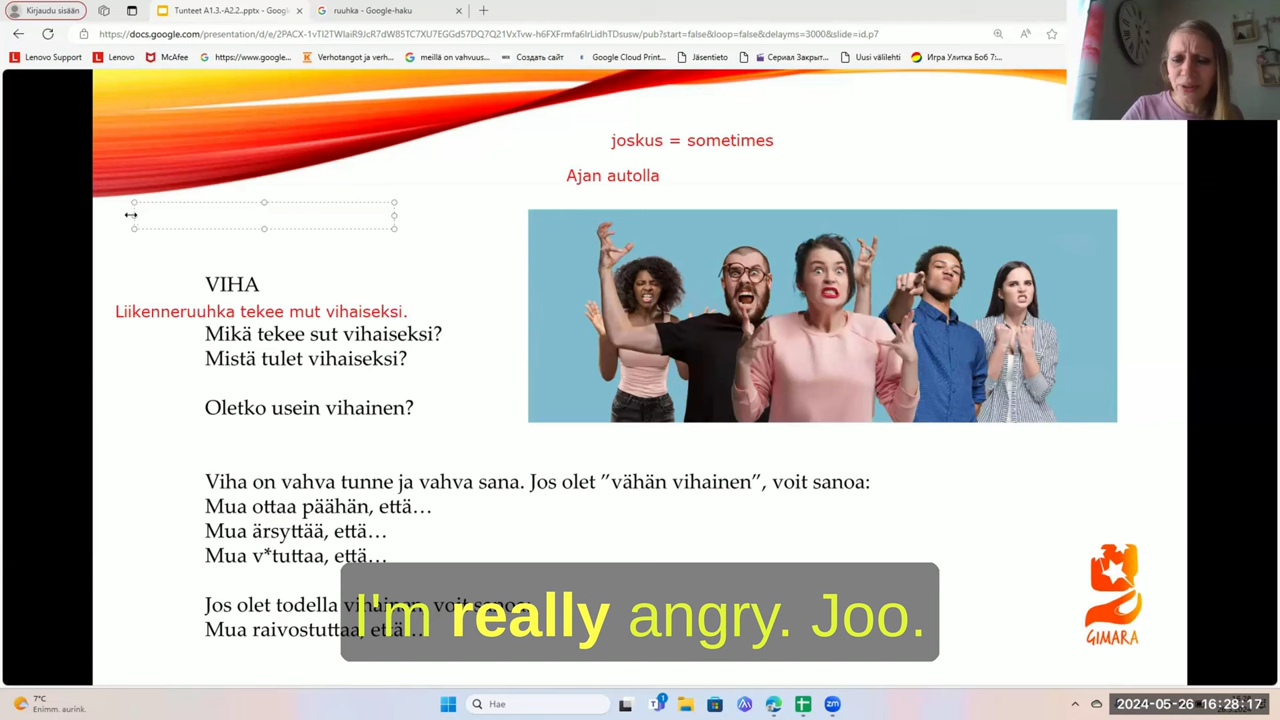 Kirjaudu sisään
Tunteet A1.3.-A2.2..pptx - Googl
ruuhka - Google-haku
https://docs.google.com/presentation/d/e/2PACX-1vTI2TWlaiR9JcR7dW85TC7XU7EGGd57DQ7Q21VxTvw-h6FXFrmfa6lrLidhTDsusw/pub?start=false&loop=false&delayms=3000&slide=id.p7
Lenovo Support
Lenovo
McAfee
https://www.google...
Verhotangot ja verh...
meillä on vahvuus...
Создать сайт
Google Cloud Print...
Jäsentieto
Сериал Закрыт...
Uusi välilehti
Игра Улитка Боб 7:...
joskus = sometimes
Ajan autolla
VIHA
Liikenneruuhka tekee mut vihaiseksi.
Mikä tekee sut vihaiseksi?
Mistä tulet vihaiseksi?
Oletko usein vihainen?
Viha on vahva tunne ja vahva sana. Jos olet ”vähän vihainen”, voit sanoa:
Mua ottaa päähän, että…
Mua ärsyttää, että…
Mua v*tuttaa, että…
Jos olet todella vihainen, voit sanoa:
Mua raivostuttaa, että…
I'm really angry. Joo.
GIMARA
7°C
Enimm. aurink.
Hae
2024-05-26 16:28:17